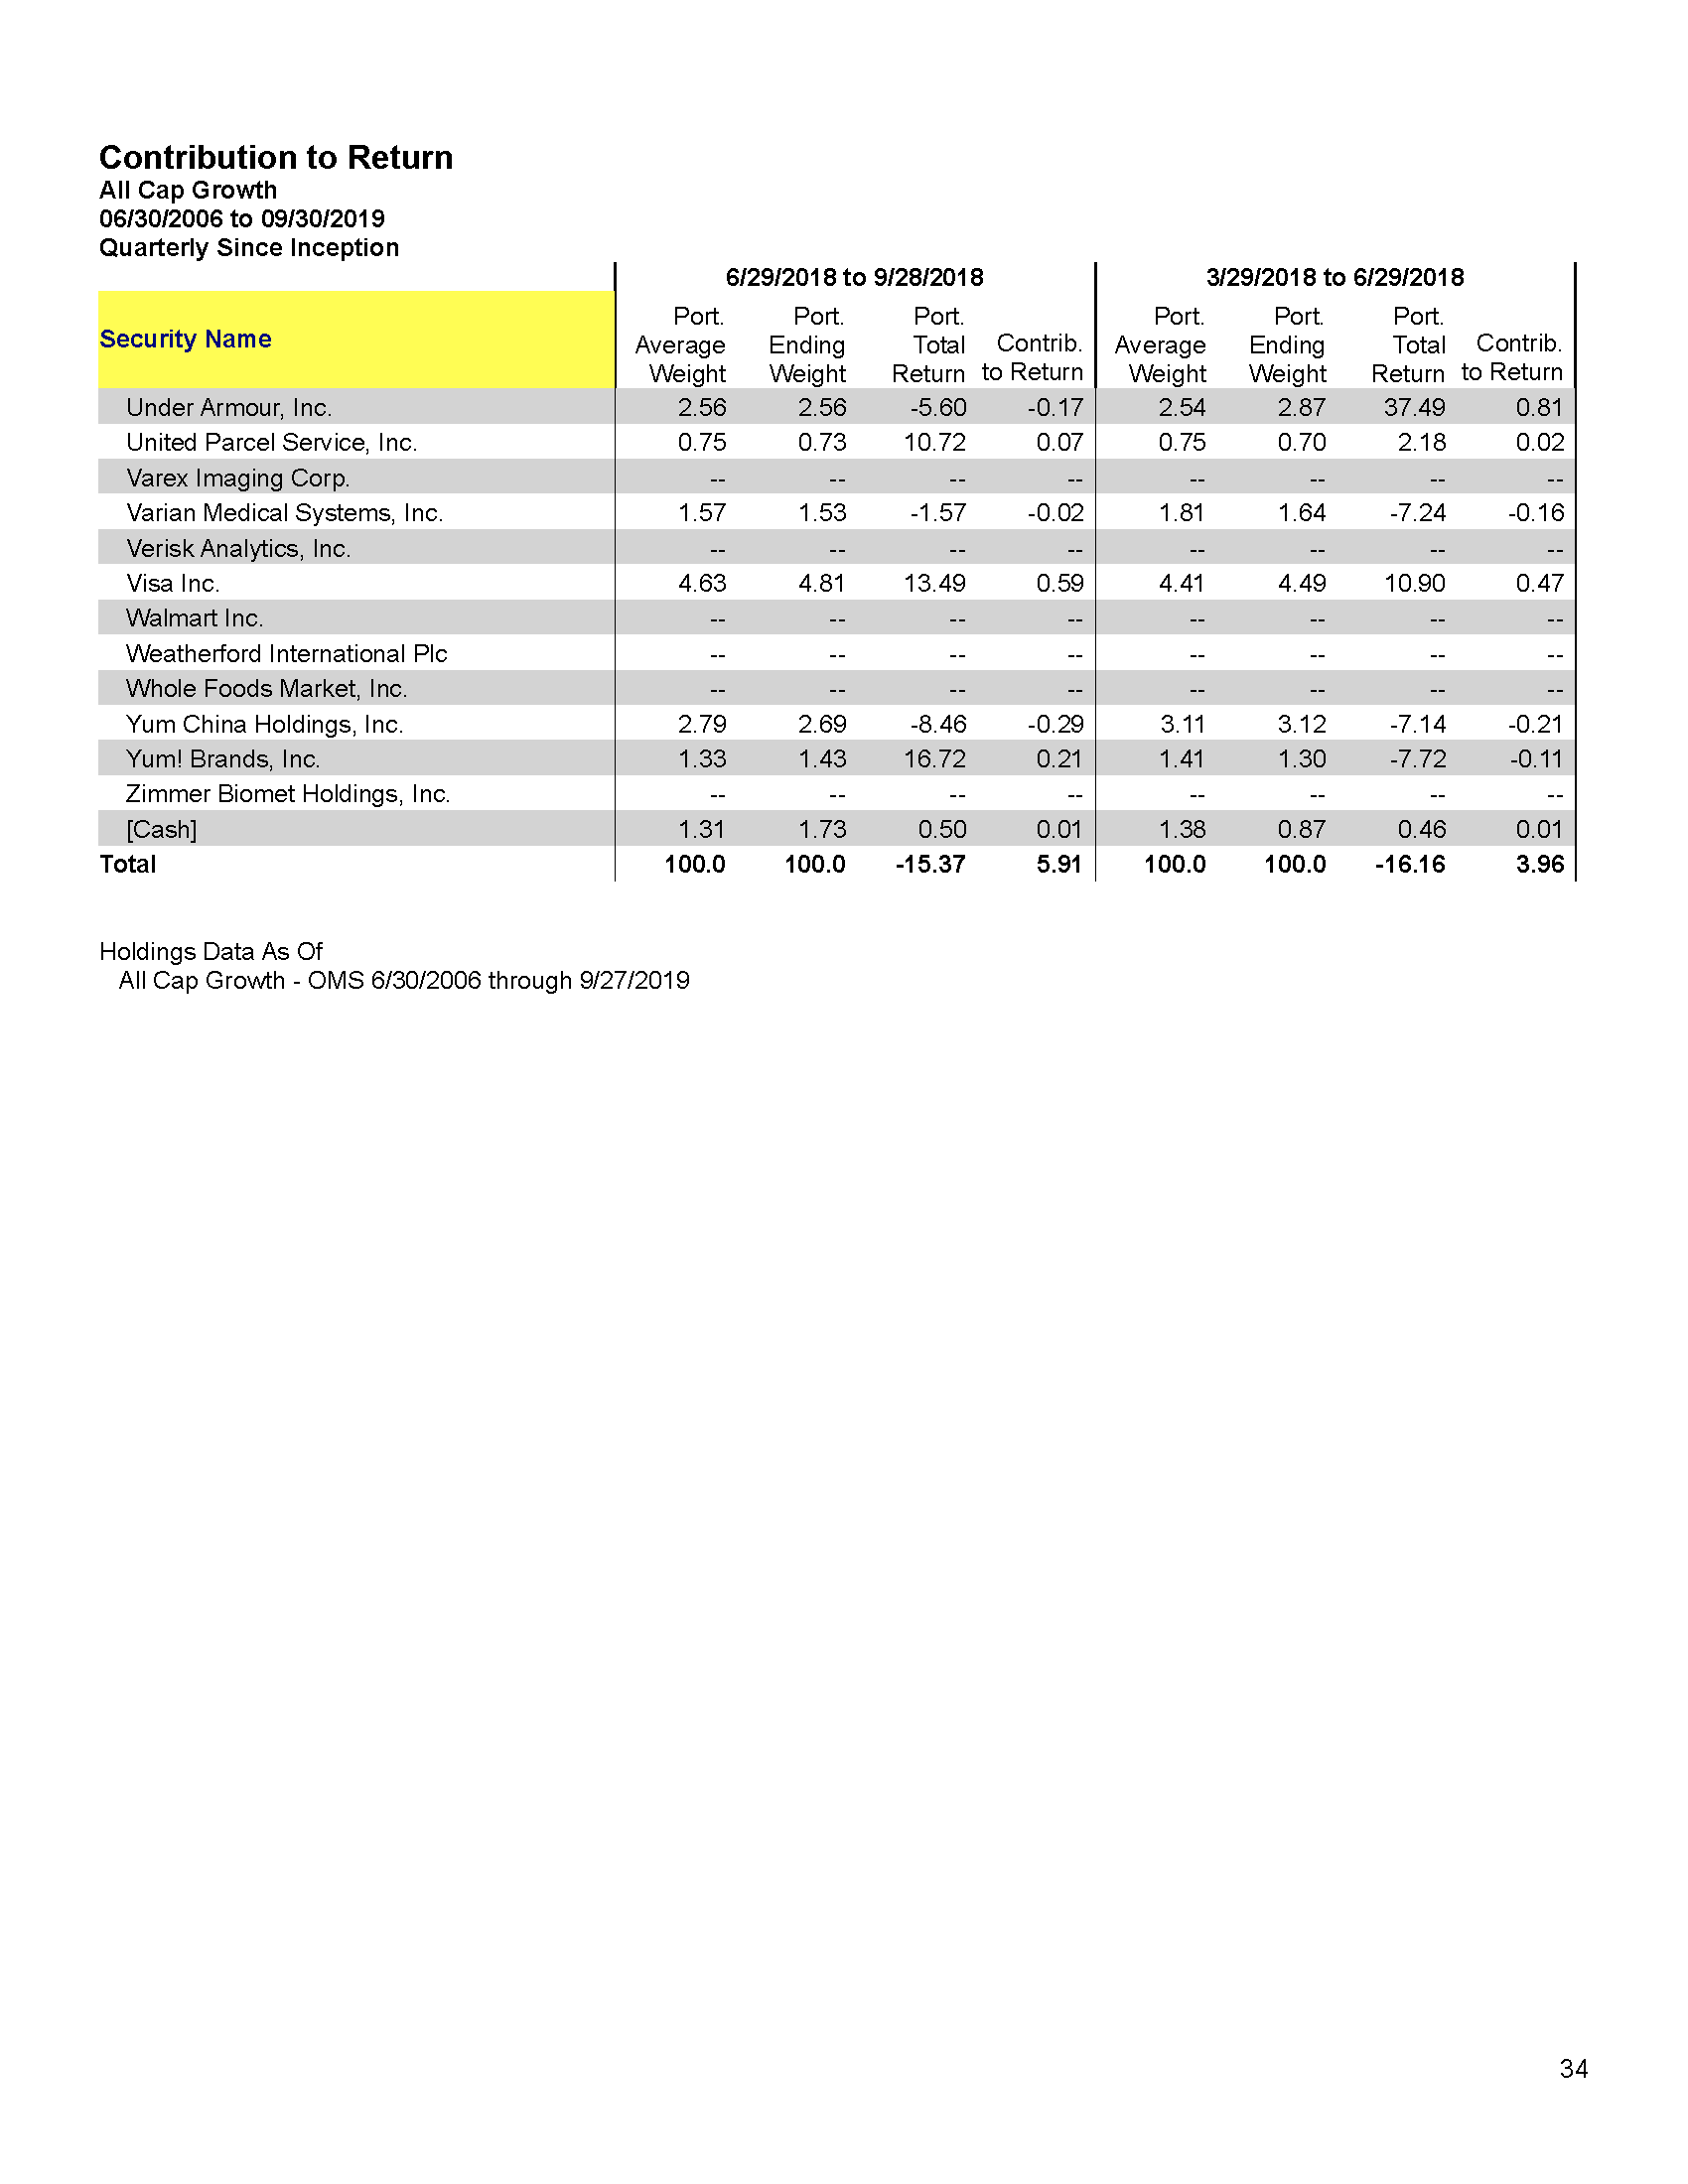 Contribution to Return
All Cap Growth
06/30/2006 to 09/30/2019
Quarterly Since Inception
6/29/2018 to 9/28/2018 3/29/2018 to 6/29/2018
Security Name Port. Average Weight Port. Ending Weight Port. Total Return Contrib. to Return Port. Average Weight Port. Ending Weight Port. Total Return Contrib. to Return
Under Armour, Inc. 2.56 2.56 -5.60 -0.17 2.54 2.87 37.49 0.81
United Parcel Service, Inc. 0.75 0.73 10.72 0.07 0.75 0.70 2.18 0.02
Varex Imaging Corp. -- -- -- -- -- -- -- --
Varian Medical Systems, Inc. 1.57 1.53 -1.57 -0.02 1.81 1.64 -7.24 -0.16
Verisk Analytics, Inc. -- -- -- -- -- -- -- --
Visa Inc. 4.63 4.81 13.49 0.59 4.41 4.49 10.90 0.47
Walmart Inc. -- -- -- -- -- -- -- --
Weatherford International Plc -- -- -- -- -- -- -- --
Whole Foods Market, Inc. -- -- -- -- -- -- -- --
Yum China Holdings, Inc. 2.79 2.69 -8.46 -0.29 3.11 3.12 -7.14 -0.21
Yum! Brands, Inc. 1.33 1.43 16.72 0.21 1.41 1.30 -7.72 -0.11
Zimmer Biomet Holdings, Inc. -- -- -- -- -- -- -- --
[Cash] 1.31 1.73 0.50 0.01 1.38 0.87 0.46 0.01
Total 100.0 100.0 -15.37 5.91 100.0 100.0 -16.16 3.96
Holdings Data As Of
All Cap Growth - OMS 6/30/2006 through 9/27/2019
34